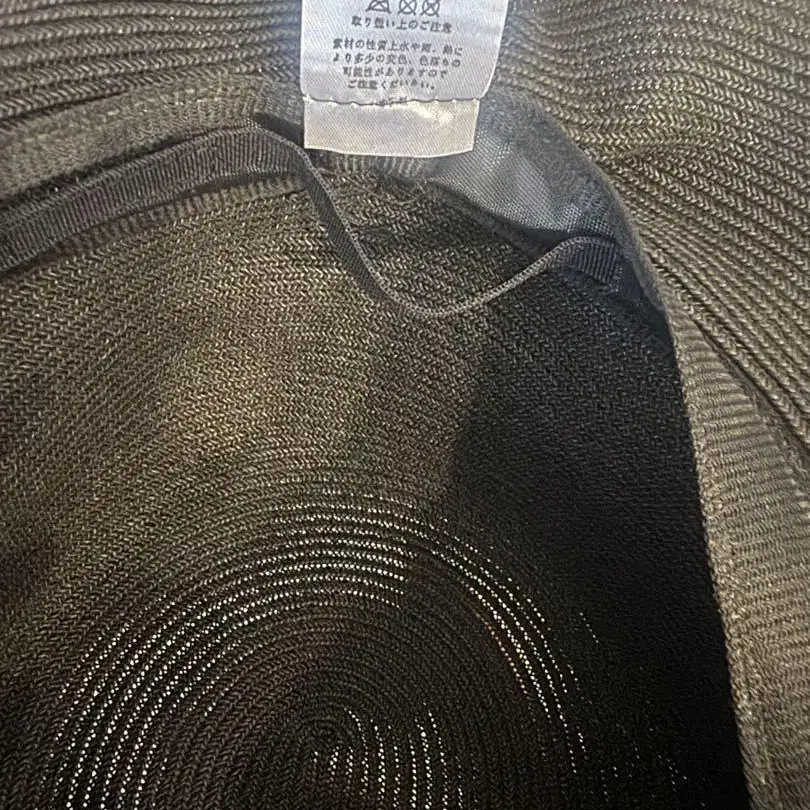 取り扱い上のご注意
素材の性質上水や雨、熱に
より多少の変色、色落ちの
可能性がありますので
ご注意くださいい。